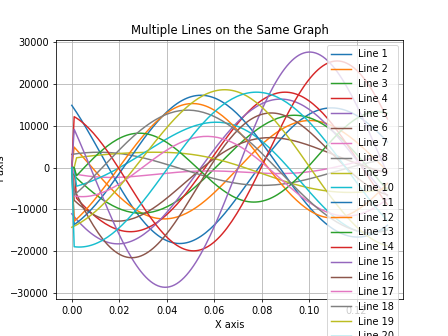 Multiple Lines on the Same Graph
30000
20000
10000
0
−10000
−20000
−30000
0.00
0.02
0.04
0.06
0.08
0.10
X axis
Line 1
Line 2
Line 3
Line 4
Line 5
Line 6
Line 7
Line 8
Line 9
Line 10
Line 11
Line 12
Line 13
Line 14
Line 15
Line 16
Line 17
Line 18
Line 19
Line 20